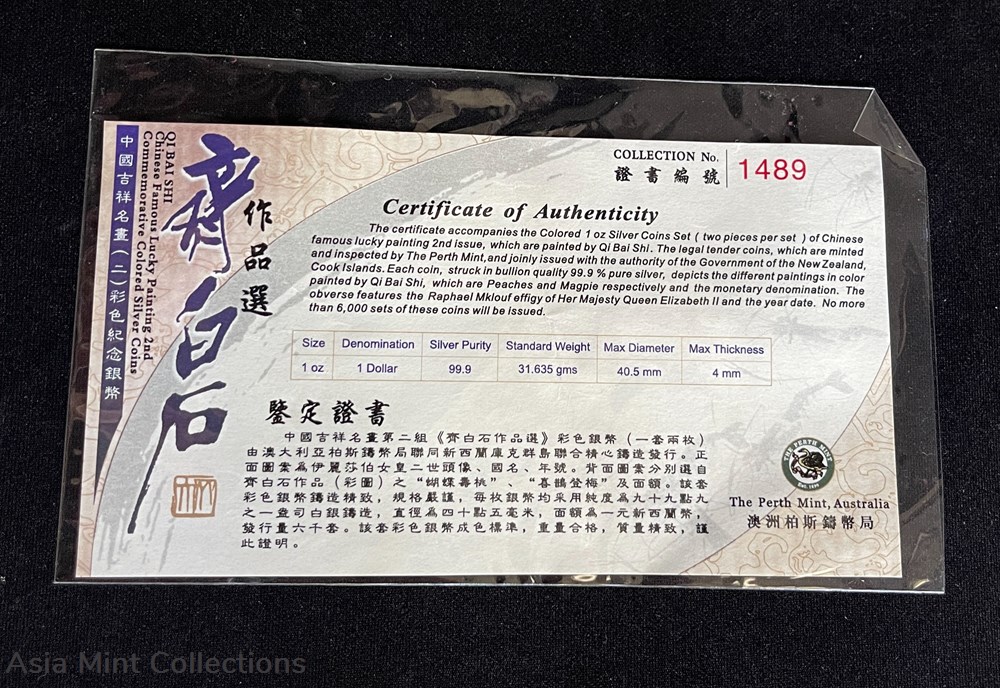 COLLECTION No.
證書編號
1489
中國吉祥名畫(二)彩色紀念銀幣
QI BAI SHI
Chinese Famous Lucky Painting 2nd
Commemorative Colored Silver Coins
齊白石
作品選
Certificate of Authenticity
The certificate accompanies the Colored 1 oz Silver Coins Set ( two pieces per set ) of Chinese
famous lucky painting 2nd issue, which are painted by Qi Bai Shi. The legal tender coins, which are minted
and inspected by The Perth Mint,and joinly issued with the authority of the Government of the New Zealand,
Cook Islands. Each coin, struck in bullion quality 99.9 % pure silver, depicts the different paintings in color
painted by Qi Bai Shi, which are Peaches and Magpie respectively and the monetary denomination. The
obverse features the Raphael Mklouf effigy of Her Majesty Queen Elizabeth II and the year date. No more
than 6,000 sets of these coins will be issued.
Size Denomination Silver Purity Standard Weight Max Diameter Max Thickness
1 oz 1 Dollar 99.9 31.635 gms 40.5 mm 4 mm
鑒定證書
中國吉祥名畫第二組《齊白石作品選》彩色銀幣(一套兩枚)
由澳大利亞柏斯鑄幣局聯同新西蘭庫克群島聯合精心鑄造發行。正
面圖案為伊麗莎伯女皇二世頭像、國名、年號。背面圖案分別選自
齊白石作品(彩圖)之“蝴蝶壽桃”、“喜鵲登梅”及面額。該套
彩色銀幣鑄造精致,規格嚴謹,每枚銀幣均采用純度為九十九點九
之一盎司白銀鑄造,直徑為四十點五毫米,面額為一元新西蘭幣,
發行量六千套。該套彩色銀幣成色標準,重量合格,質量精致,謹
此證明。
THE PERTH MINT
The Perth Mint, Australia
澳洲柏斯鑄幣局
Asja Mint Collections